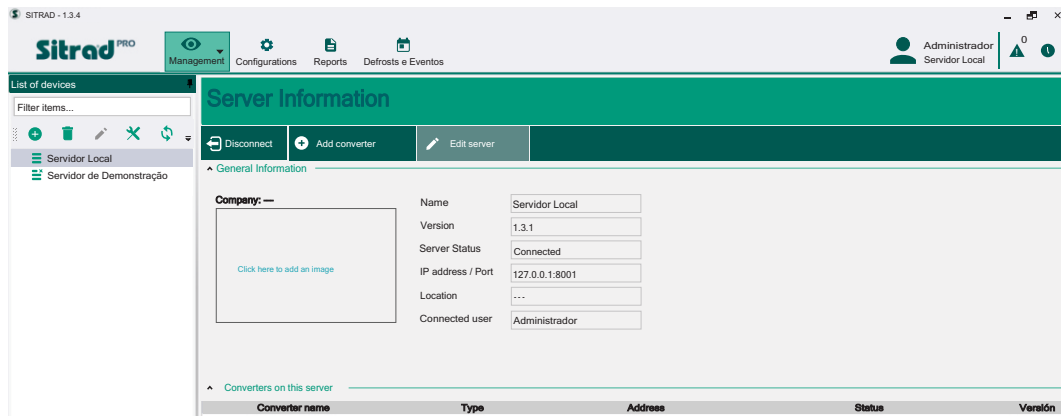 SITRAD - 1.3.4
Sitrad PRO
Management
Configurations
Reports
Defrosts e Eventos
Administrador
Servidor Local
0
List of devices
Filter items...
Servidor Local
Servidor de Demonstração
Server Information
Disconnect
Add converter
Edit server
General Information
Company: —
Click here to add an image
Name
Servidor Local
Version
1.3.1
Server Status
Connected
IP address / Port
127.0.0.1:8001
Location
---
Connected user
Administrador
Converters on this server
Converter name Type Address Status Versión